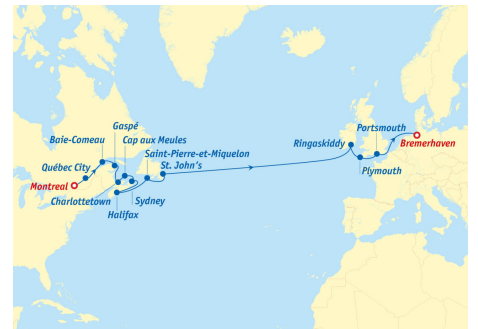 Gaspé
Baie-Comeau
Cap aux Meules
Saint-Pierre-et-Miquelon
Québec City
St. John's
Montreal
Charlottetown
Sydney
Halifax
Portsmouth
Ringaskiddy
Bremerhaven
Plymouth